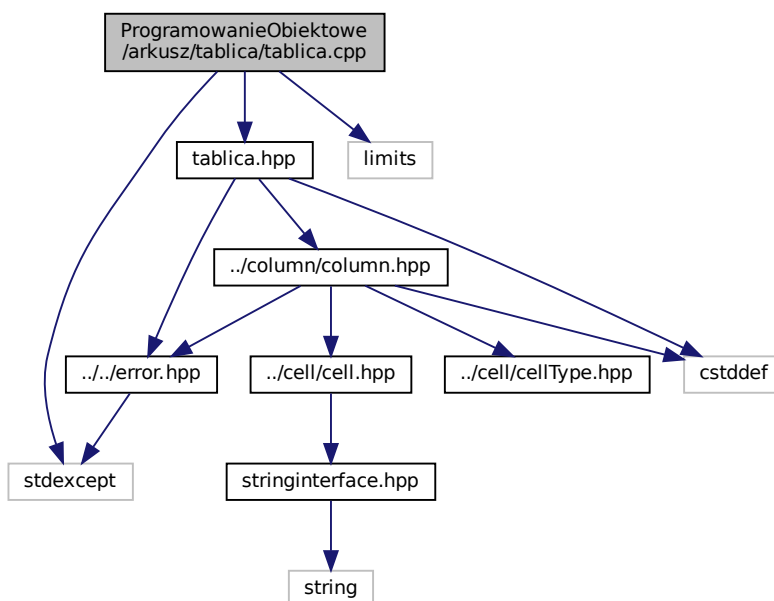 ProgramowanieObiektowe
/arkusz/tablica/tablica.cpp
tablica.hpp
limits
../column/column.hpp
../../error.hpp
../cell/cell.hpp
../cell/cellType.hpp
cstddef
stdexcept
stringinterface.hpp
string